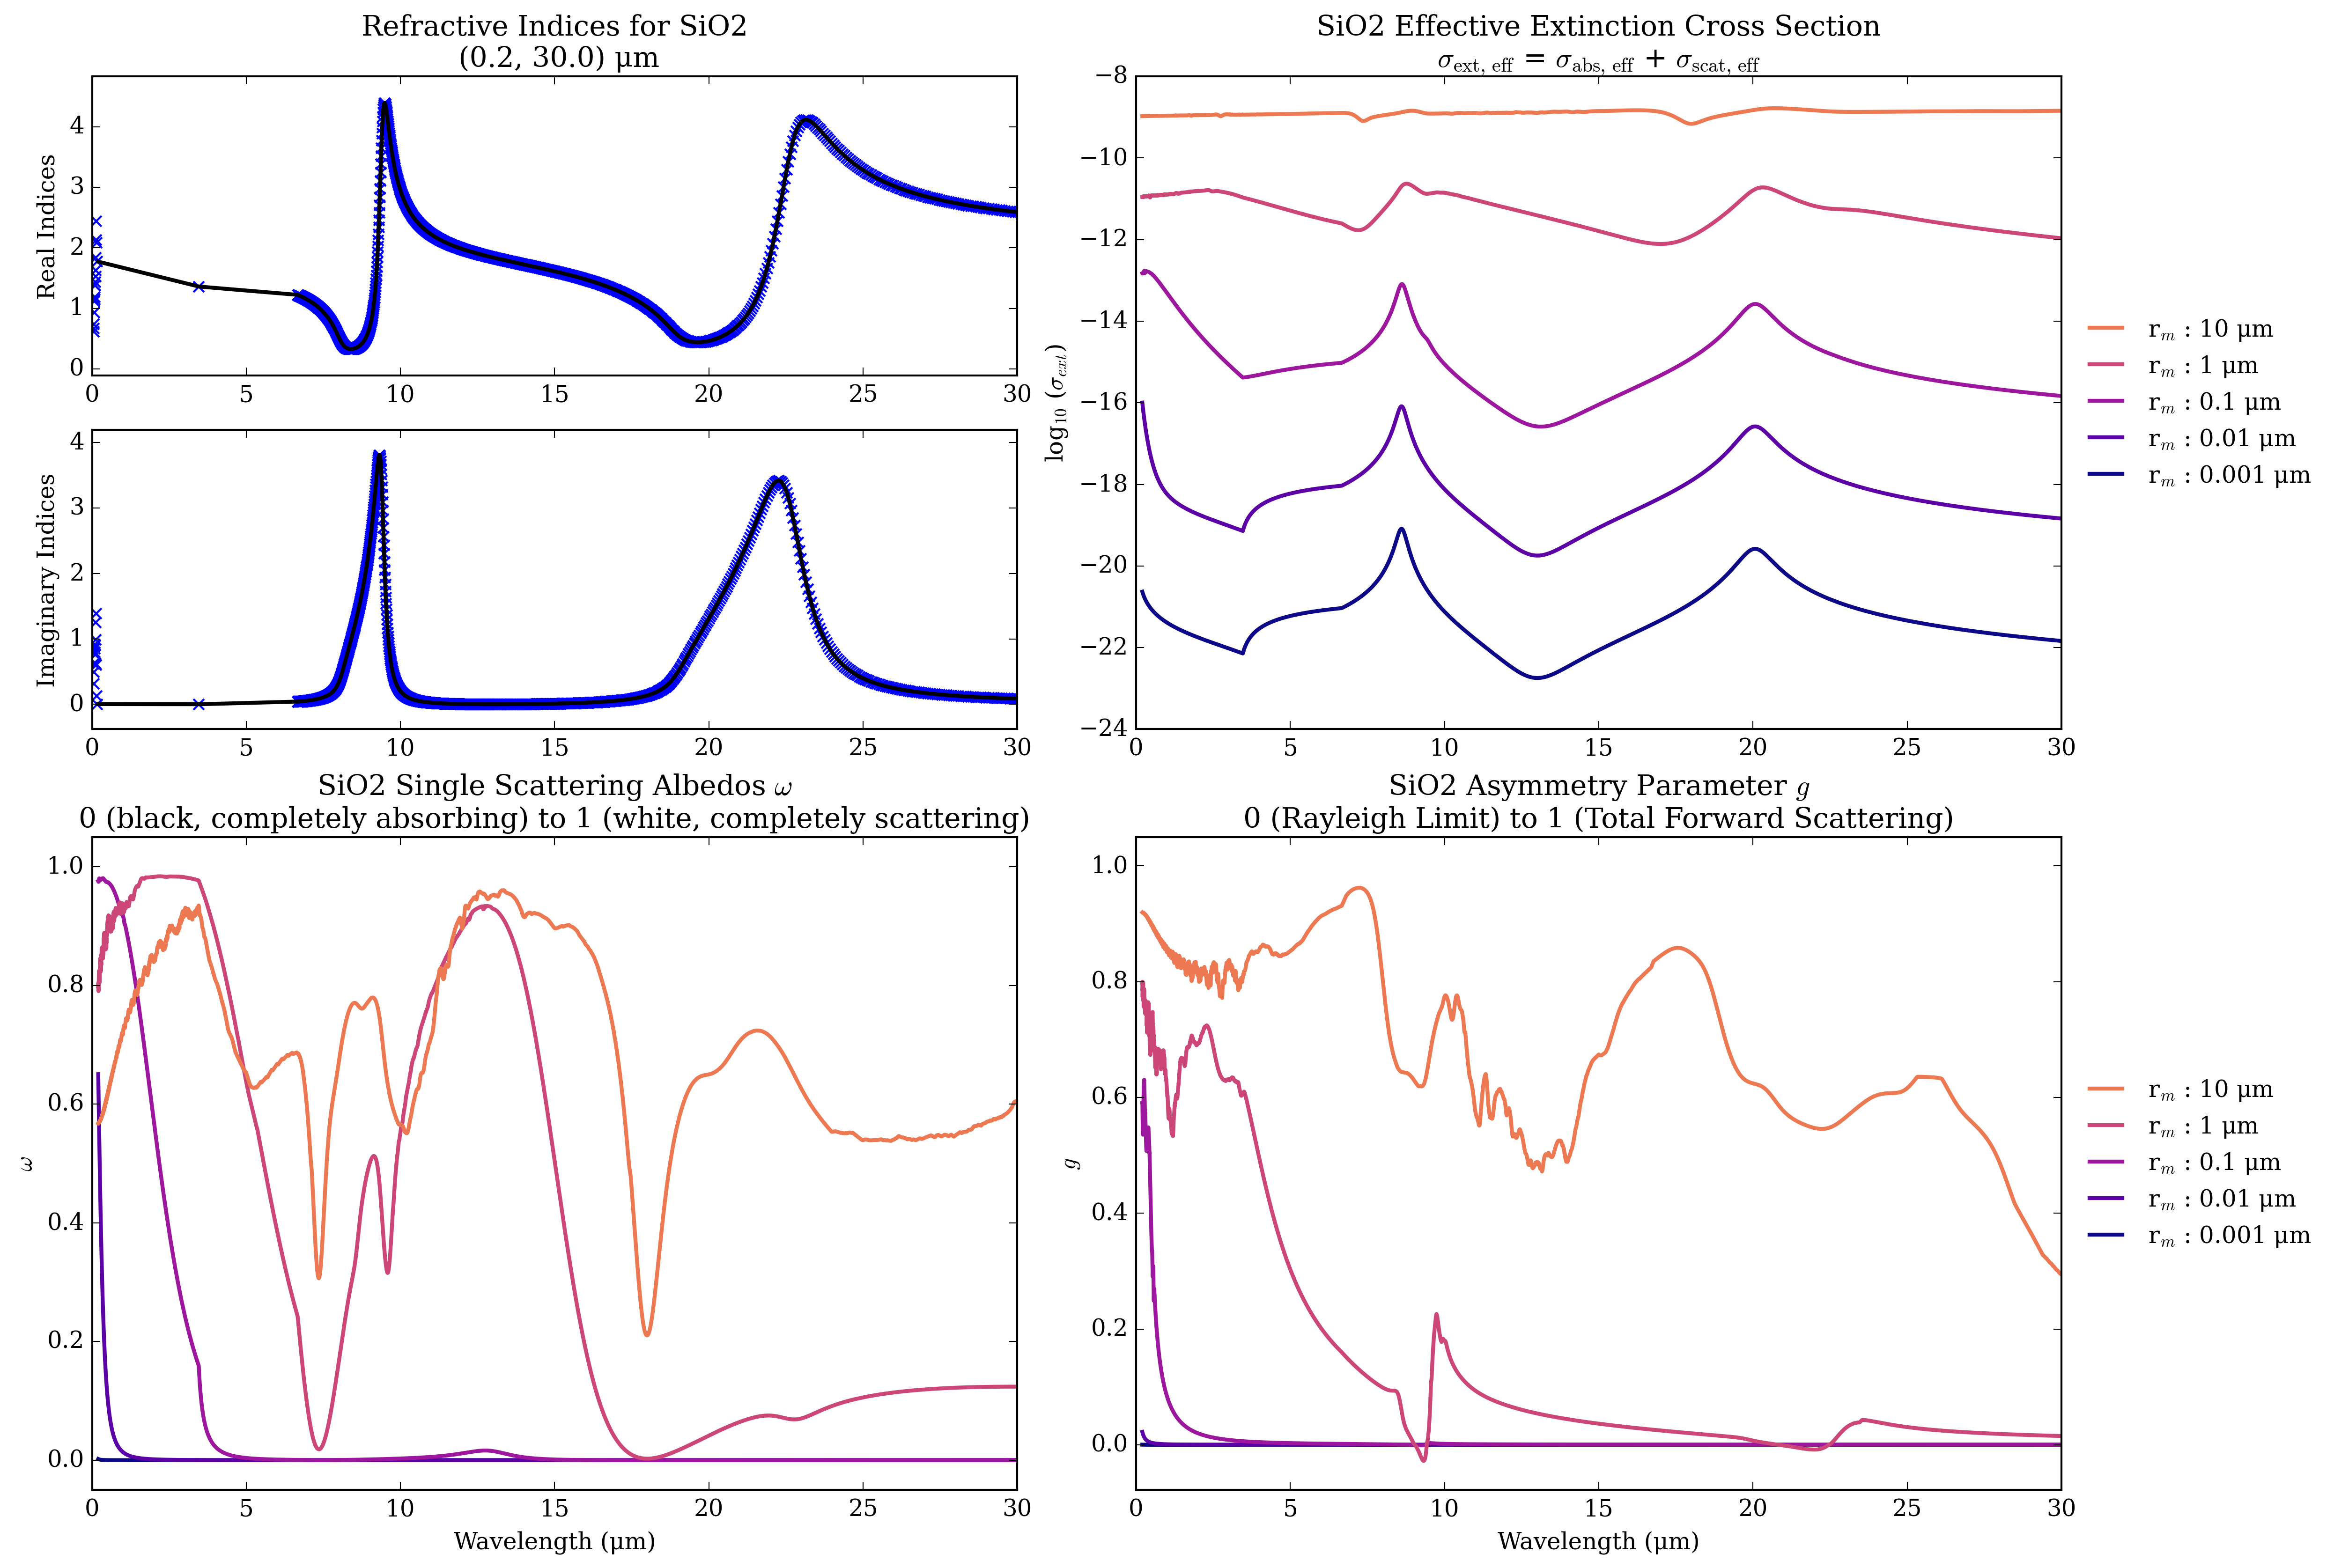 Refractive Indices for SiO2
(0.2, 30.0) μm
Real Indices
4
3
2
1
0
0 5 10 15 20 25 30
Imaginary Indices
4
3
2
1
0
0 5 10 15 20 25 30
SiO2 Effective Extinction Cross Section
σext, eff = σabs, eff + σscat, eff
log10 (σext)
−8
−10
−12
−14
−16
−18
−20
−22
−24
0 5 10 15 20 25 30
rm : 10 μm
rm : 1 μm
rm : 0.1 μm
rm : 0.01 μm
rm : 0.001 μm
SiO2 Single Scattering Albedos ω
0 (black, completely absorbing) to 1 (white, completely scattering)
ω
1.0
0.8
0.6
0.4
0.2
0.0
0 5 10 15 20 25 30
Wavelength (μm)
SiO2 Asymmetry Parameter g
0 (Rayleigh Limit) to 1 (Total Forward Scattering)
g
1.0
0.8
0.6
0.4
0.2
0.0
0 5 10 15 20 25 30
Wavelength (μm)
rm : 10 μm
rm : 1 μm
rm : 0.1 μm
rm : 0.01 μm
rm : 0.001 μm